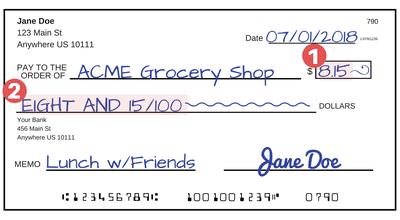 Jane Doe 790
123 Main St
Anywhere US 10111
Date 07/01/2018
1
PAY TO THE ORDER OF ACME Grocery Shop $ 8.15
2
EIGHT AND 15/100 DOLLARS
Your Bank
456 Main St
Anywhere US 10111
MEMO Lunch w/Friends Jane Doe
⑆123456789⑆ 1001001239⑈ 0790